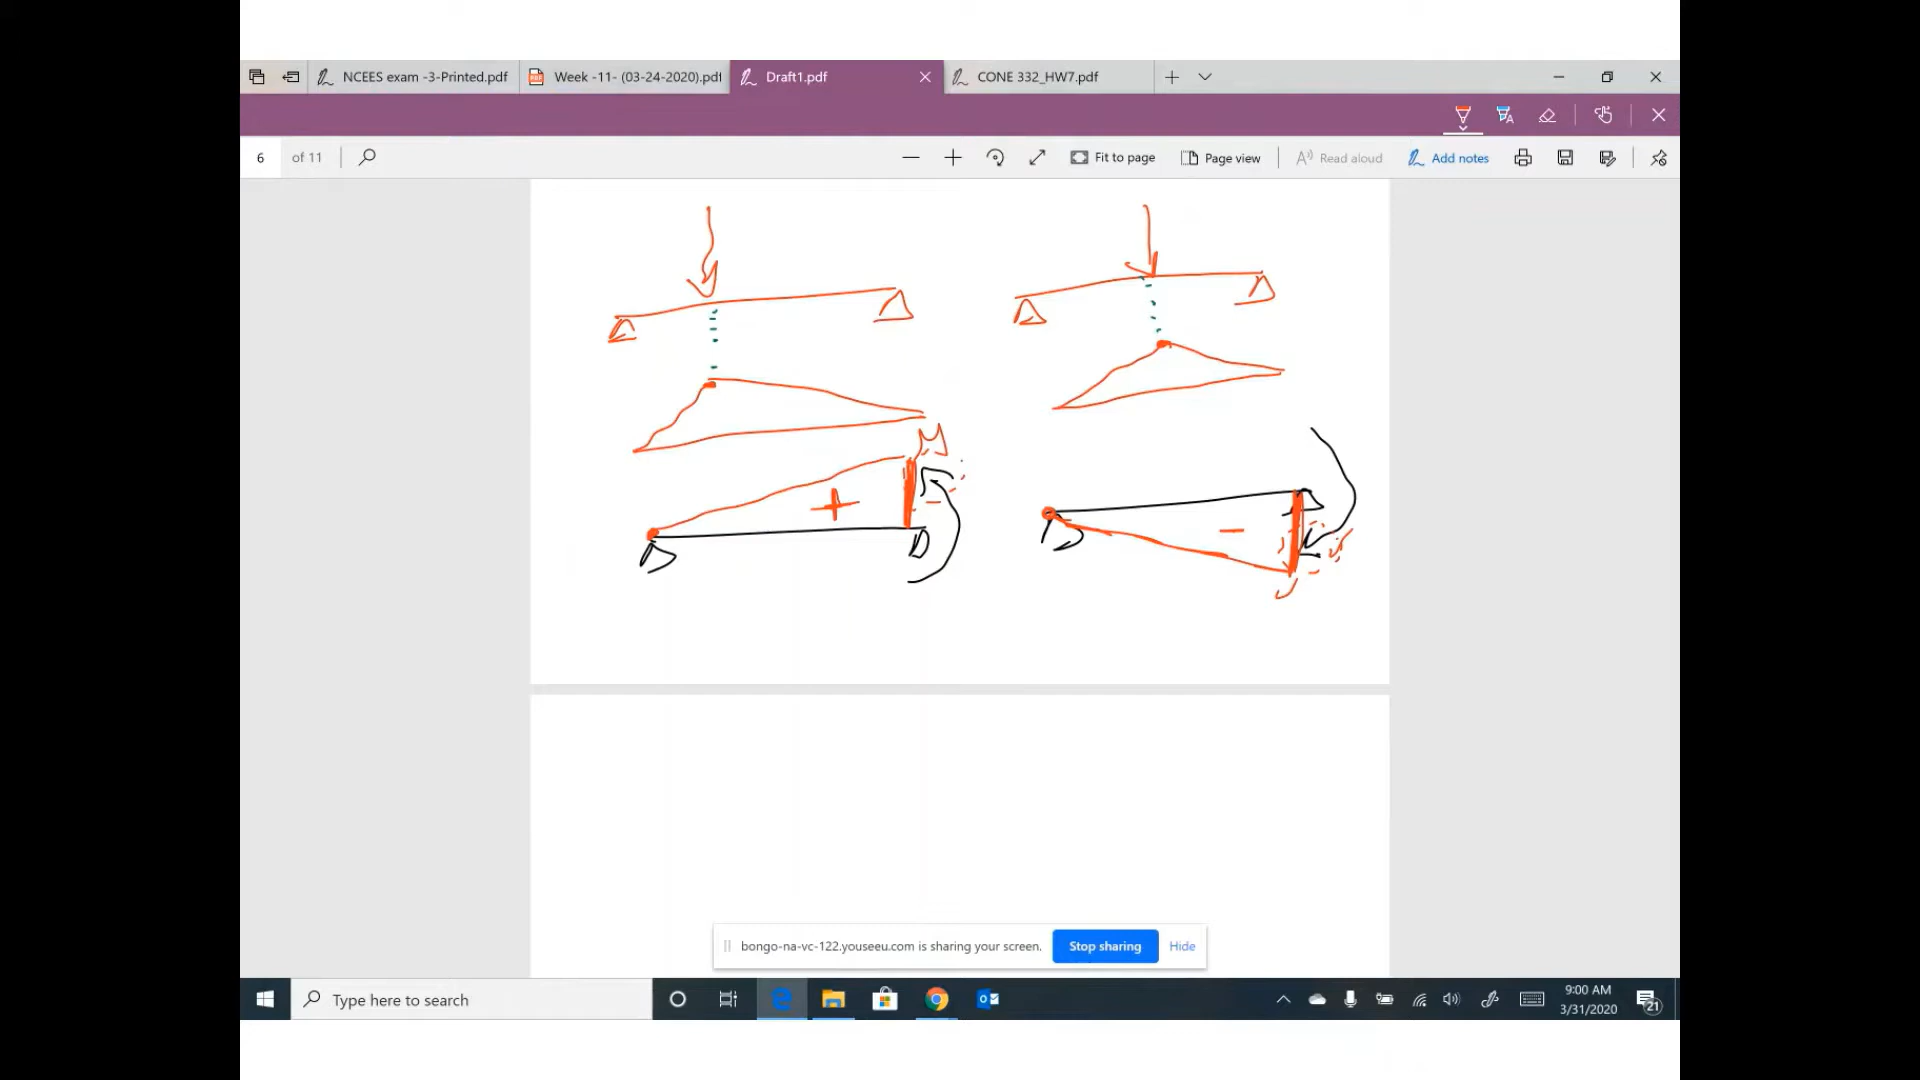 NCEES exam -3-Printed.pdf
Week -11- (03-24-2020).pdf
Draft1.pdf
CONE 332_HW7.pdf
6 of 11
Fit to page
Page view
Read aloud
Add notes
M
+
-
bongo-na-vc-122.youseeu.com is sharing your screen.
Stop sharing
Hide
Type here to search
9:00 AM
3/31/2020
21